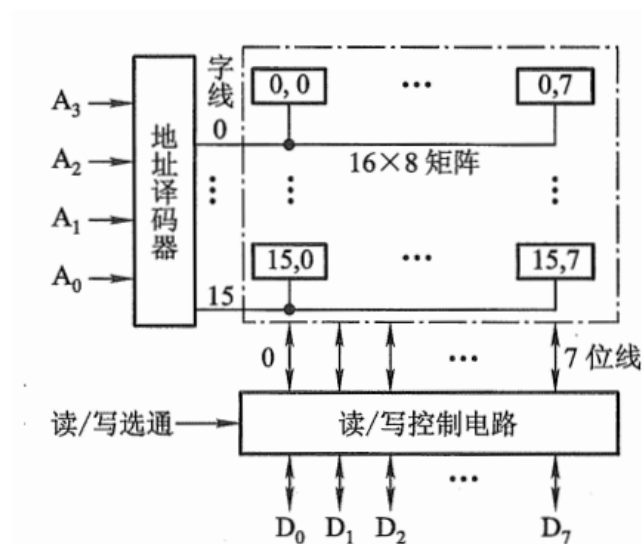 字线
0,0 … 0,7
A₃
0
地址译码器
16×8 矩阵
A₂
⋮ ⋮ ⋮
A₁
15,0 … 15,7
A₀
15
0 … 7 位线
读/写选通
读/写控制电路
…
D₀ D₁ D₂ D₇